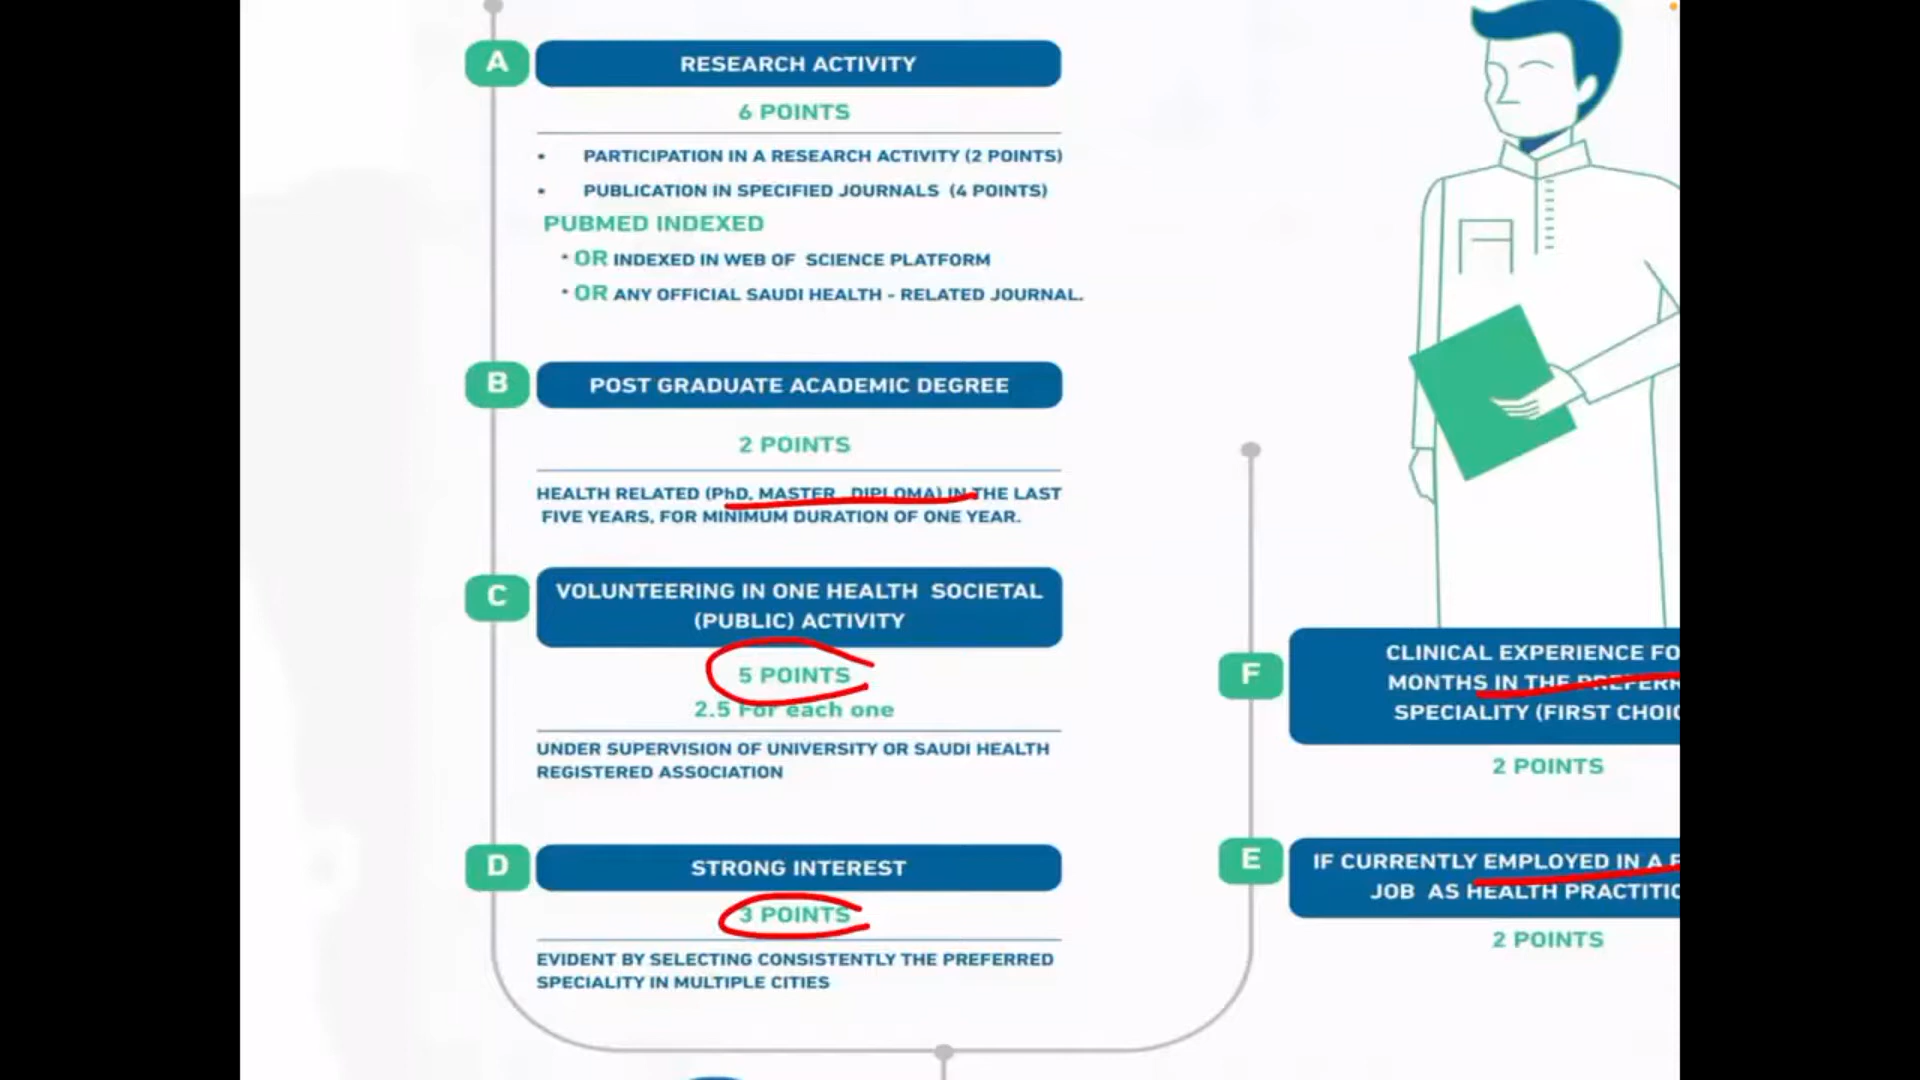 A
RESEARCH ACTIVITY
6 POINTS
• PARTICIPATION IN A RESEARCH ACTIVITY (2 POINTS)
• PUBLICATION IN SPECIFIED JOURNALS (4 POINTS)
PUBMED INDEXED
* OR INDEXED IN WEB OF SCIENCE PLATFORM
* OR ANY OFFICIAL SAUDI HEALTH - RELATED JOURNAL.
B
POST GRADUATE ACADEMIC DEGREE
2 POINTS
HEALTH RELATED (PhD, MASTER, DIPLOMA) IN THE LAST
FIVE YEARS, FOR MINIMUM DURATION OF ONE YEAR.
C
VOLUNTEERING IN ONE HEALTH SOCIETAL
(PUBLIC) ACTIVITY
5 POINTS
2.5 For each one
UNDER SUPERVISION OF UNIVERSITY OR SAUDI HEALTH
REGISTERED ASSOCIATION
D
STRONG INTEREST
3 POINTS
EVIDENT BY SELECTING CONSISTENTLY THE PREFERRED
SPECIALITY IN MULTIPLE CITIES
F
CLINICAL EXPERIENCE
MONTHS IN THE
SPECIALITY (FIRST
2 POINTS
E
IF CURRENTLY EMPLOYED IN A
JOB AS HEALTH
2 POINTS